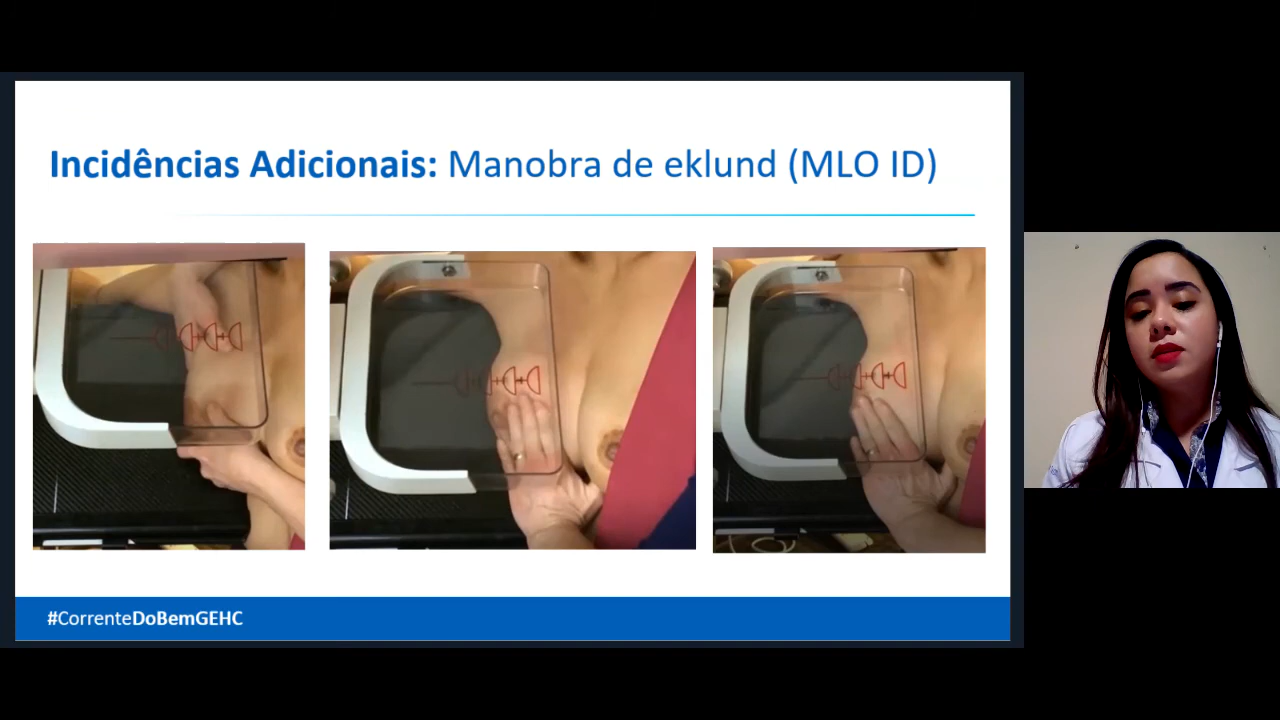 Incidências Adicionais: Manobra de eklund (MLO ID)
#CorrenteDoBemGEHC